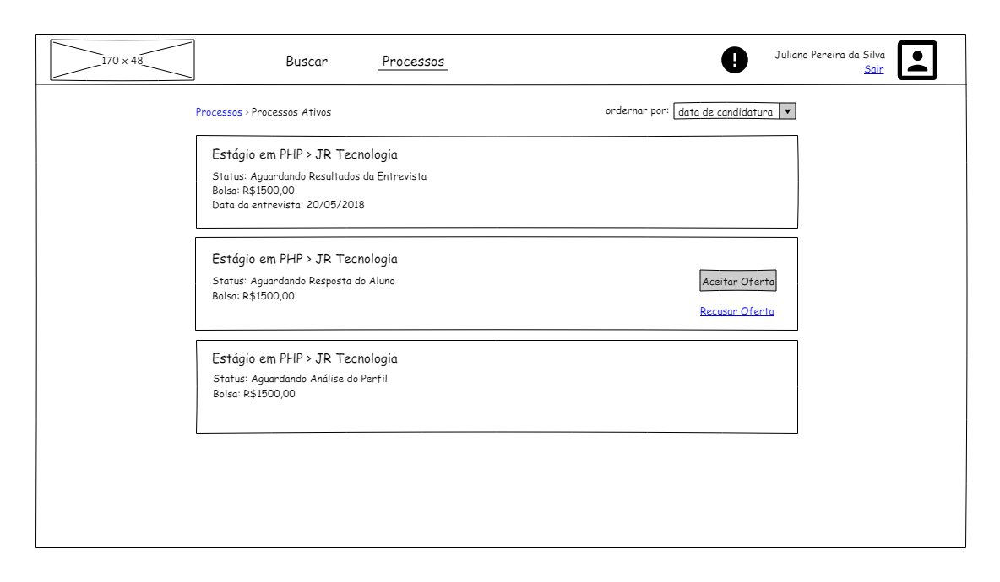 170 x 48
Buscar
Processos
!
Juliano Pereira da Silva
Sair
Processos > Processos Ativos
ordernar por: data de candidatura
Estágio em PHP > JR Tecnologia
Status: Aguardando Resultados da Entrevista
Bolsa: R$1500,00
Data da entrevista: 20/05/2018
Estágio em PHP > JR Tecnologia
Status: Aguardando Resposta do Aluno
Bolsa: R$1500,00
Aceitar Oferta
Recusar Oferta
Estágio em PHP > JR Tecnologia
Status: Aguardando Análise do Perfil
Bolsa: R$1500,00